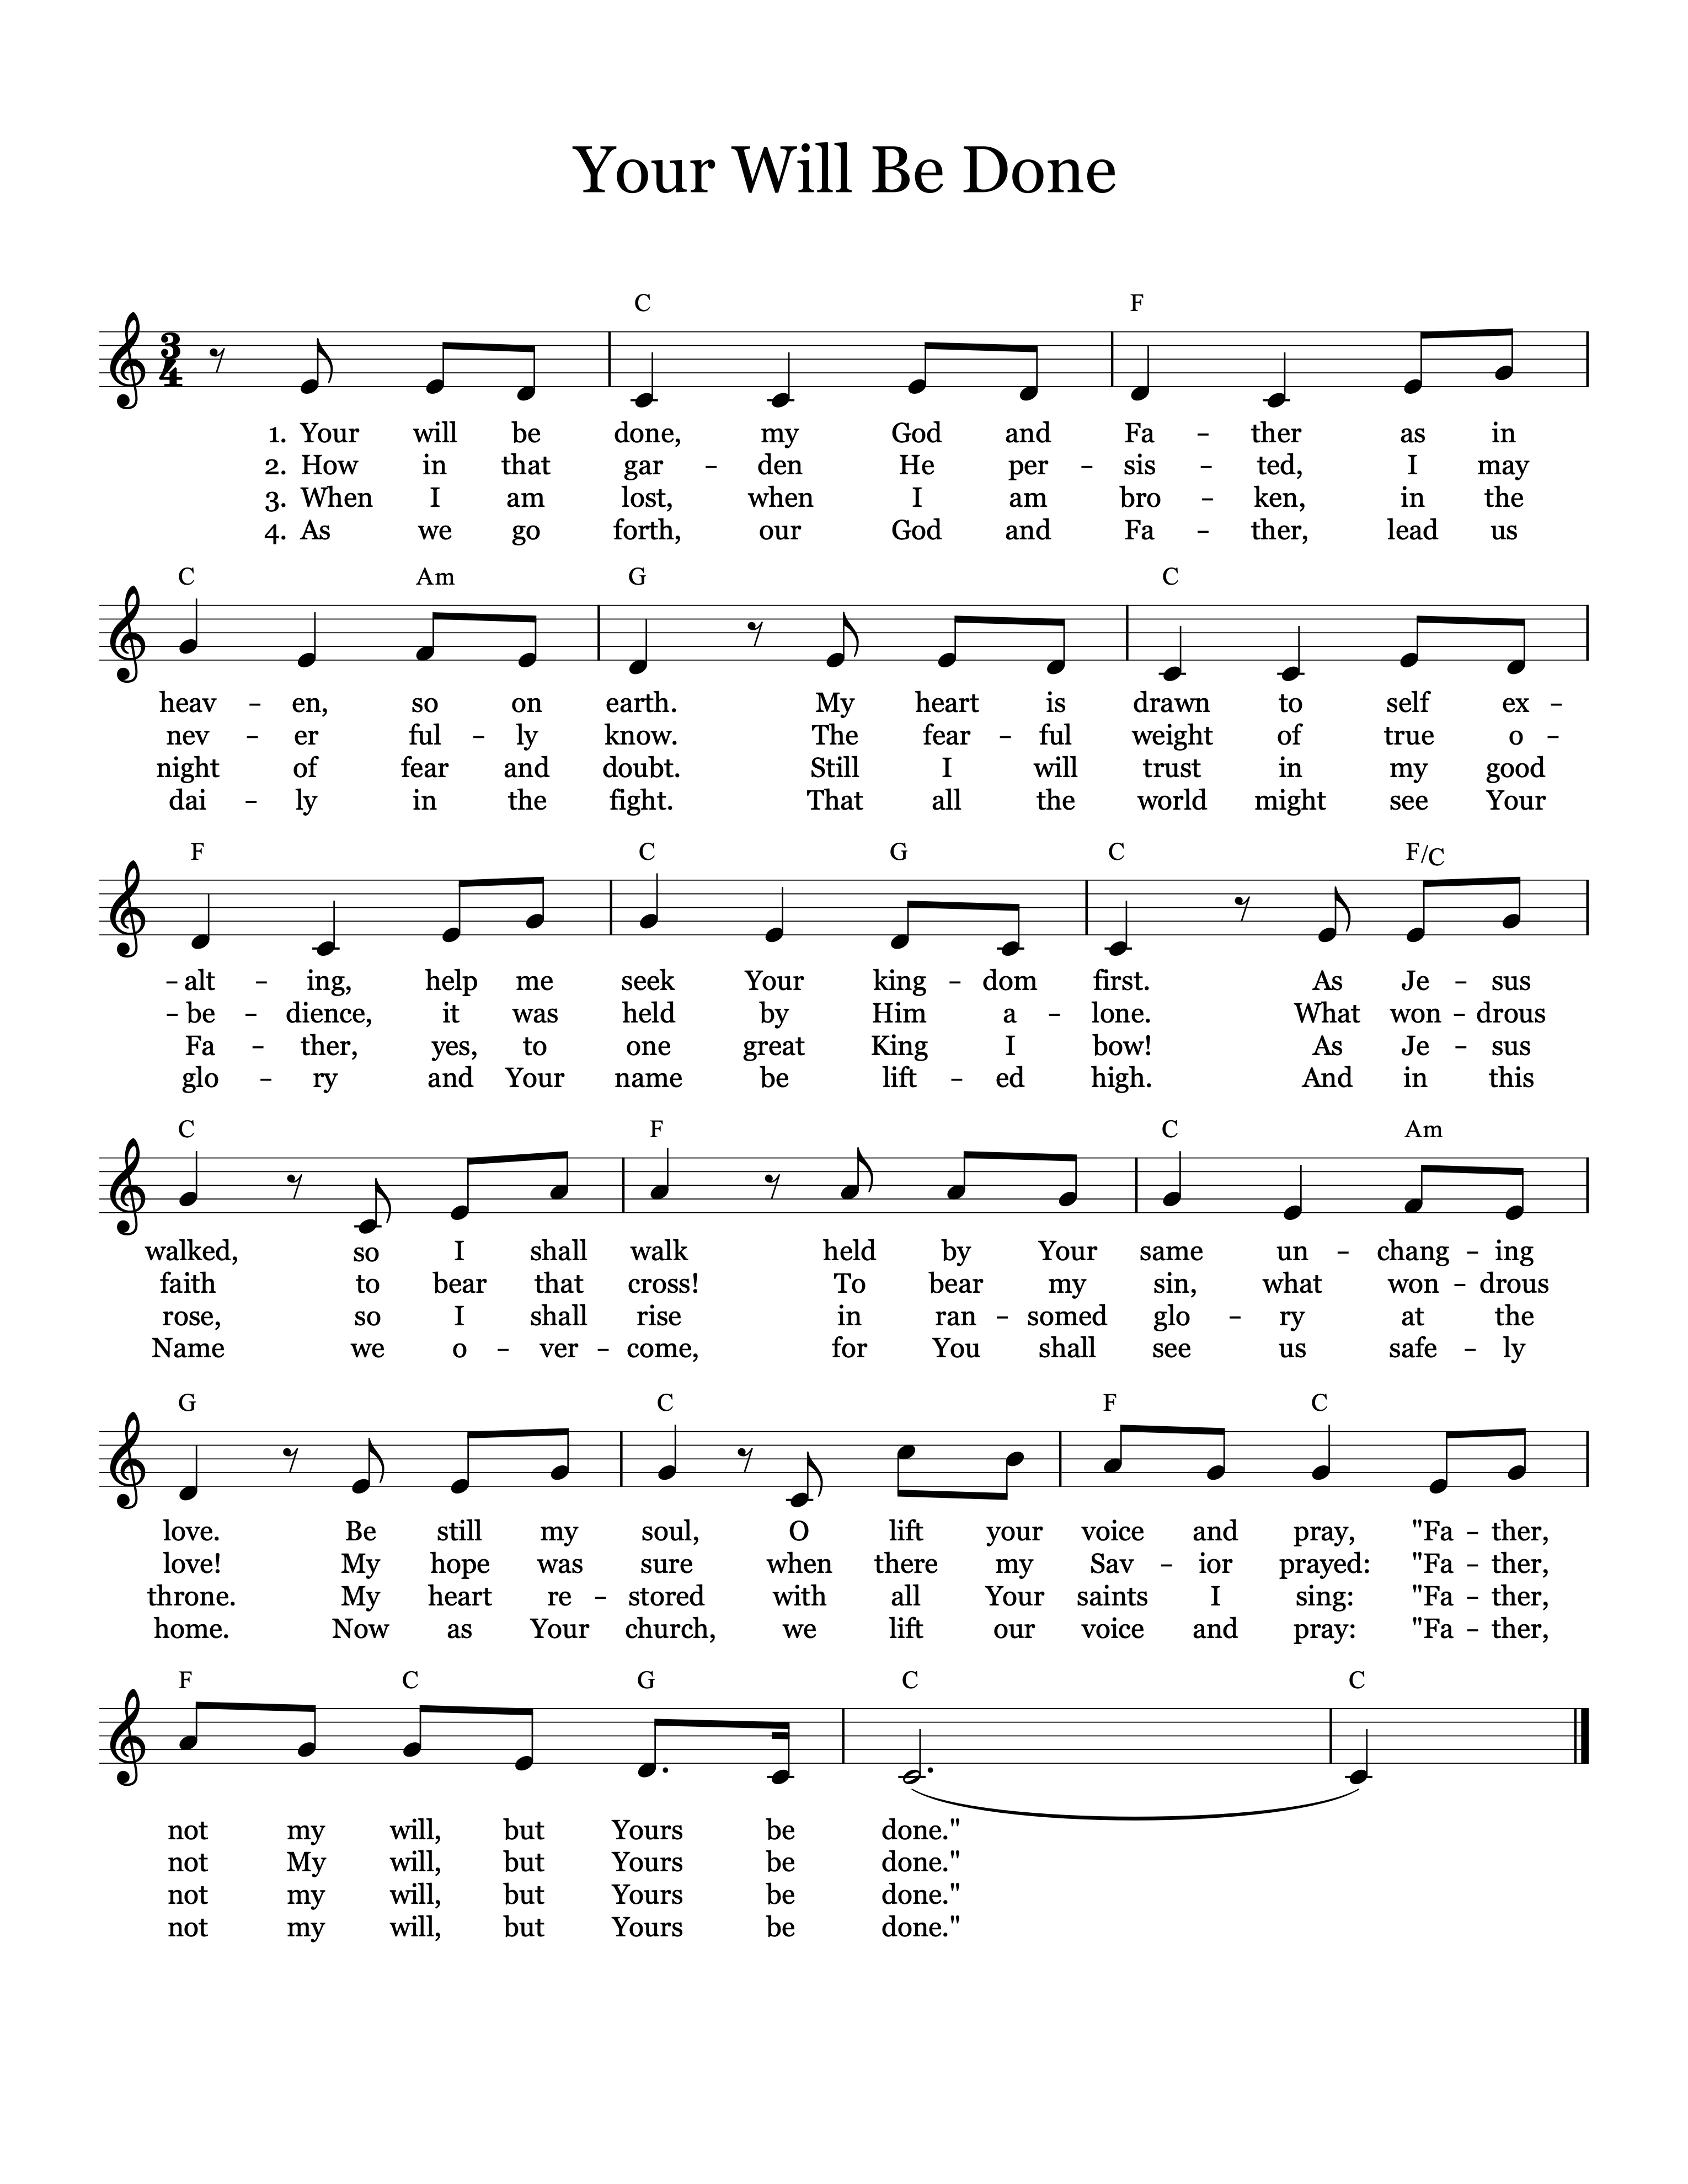 Your Will Be Done
C F
3
4
1. Your will be done, my God and Fa - ther as in
2. How in that gar - den He per - sis - ted, I may
3. When I am lost, when I am bro - ken, in the
4. As we go forth, our God and Fa - ther, lead us
C Am G C
heav - en, so on earth. My heart is drawn to self ex -
nev - er ful - ly know. The fear - ful weight of true o -
night of fear and doubt. Still I will trust in my good
dai - ly in the fight. That all the world might see Your
F C G C F/C
- alt - ing, help me seek Your king - dom first. As Je - sus
- be - dience, it was held by Him a - lone. What won - drous
Fa - ther, yes, to one great King I bow! As Je - sus
glo - ry and Your name be lift - ed high. And in this
C F C Am
walked, so I shall walk held by Your same un - chang - ing
faith to bear that cross! To bear my sin, what won - drous
rose, so I shall rise in ran - somed glo - ry at the
Name we o - ver - come, for You shall see us safe - ly
G C F C
love. Be still my soul, O lift your voice and pray, "Fa - ther,
love! My hope was sure when there my Sav - ior prayed: "Fa - ther,
throne. My heart re - stored with all Your saints I sing: "Fa - ther,
home. Now as Your church, we lift our voice and pray: "Fa - ther,
F C G C C
not my will, but Yours be done."
not My will, but Yours be done."
not my will, but Yours be done."
not my will, but Yours be done."